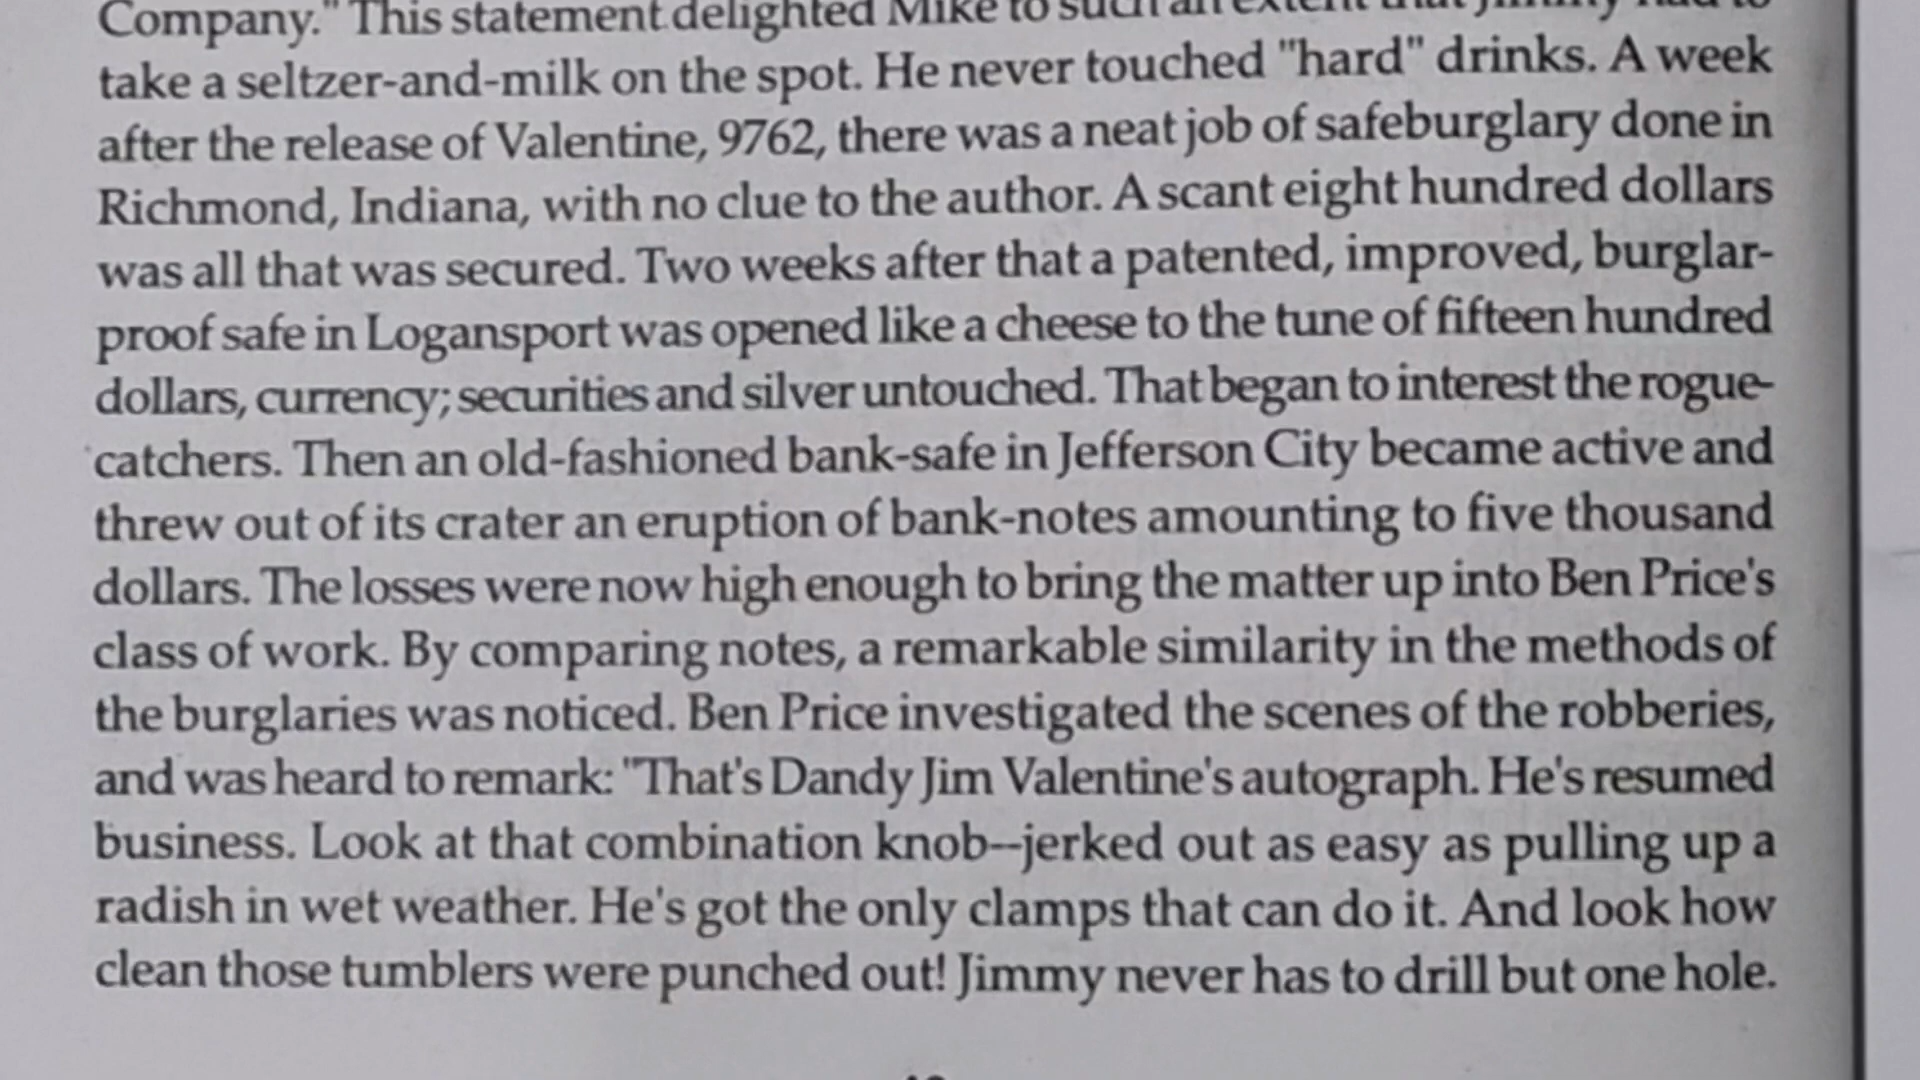 Company." This statement delighted Mike to such an extent that Jimmy had to
take a seltzer-and-milk on the spot. He never touched "hard" drinks. A week
after the release of Valentine, 9762, there was a neat job of safeburglary done in
Richmond, Indiana, with no clue to the author. A scant eight hundred dollars
was all that was secured. Two weeks after that a patented, improved, burglar-
proof safe in Logansport was opened like a cheese to the tune of fifteen hundred
dollars, currency; securities and silver untouched. That began to interest the rogue-
catchers. Then an old-fashioned bank-safe in Jefferson City became active and
threw out of its crater an eruption of bank-notes amounting to five thousand
dollars. The losses were now high enough to bring the matter up into Ben Price's
class of work. By comparing notes, a remarkable similarity in the methods of
the burglaries was noticed. Ben Price investigated the scenes of the robberies,
and was heard to remark: "That's Dandy Jim Valentine's autograph. He's resumed
business. Look at that combination knob--jerked out as easy as pulling up a
radish in wet weather. He's got the only clamps that can do it. And look how
clean those tumblers were punched out! Jimmy never has to drill but one hole.